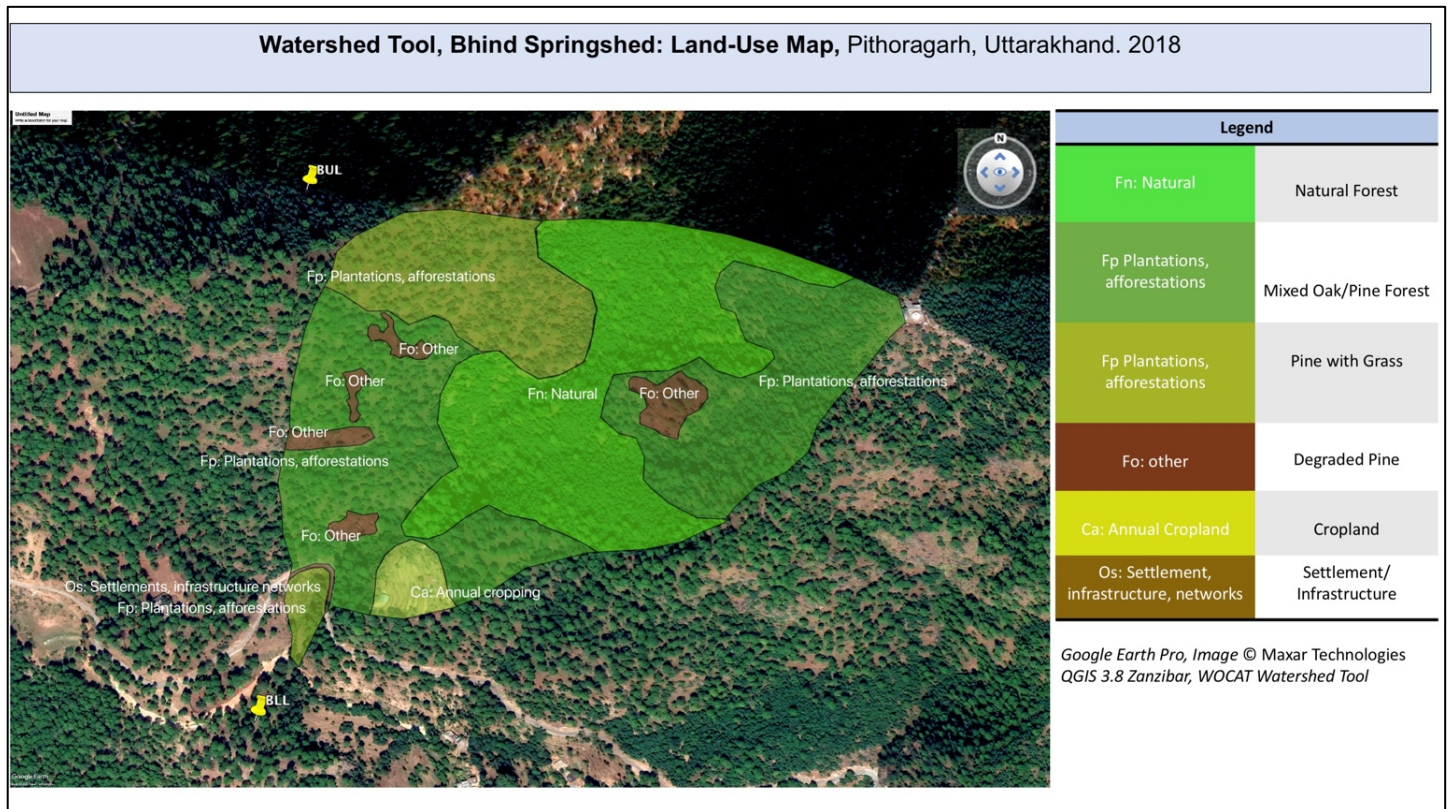 Watershed Tool, Bhind Springshed: Land-Use Map, Pithoragarh, Uttarakhand. 2018
Untitled Map
BUL
N
Fp: Plantations, afforestations
Fo: Other
Fo: Other
Fp: Plantations, afforestations
Fn: Natural
Fo: Other
Fo: Other
Fp: Plantations, afforestations
Fo: Other
Os: Settlements, infrastructure networks
Ca: Annual cropping
Fp: Plantations, afforestations
BLL
Google Earth
Legend
Fn: Natural
Natural Forest
Fp Plantations,
afforestations
Mixed Oak/Pine Forest
Fp Plantations,
afforestations
Pine with Grass
Fo: other
Degraded Pine
Ca: Annual Cropland
Cropland
Os: Settlement,
infrastructure, networks
Settlement/
Infrastructure
Google Earth Pro, Image © Maxar Technologies
QGIS 3.8 Zanzibar, WOCAT Watershed Tool